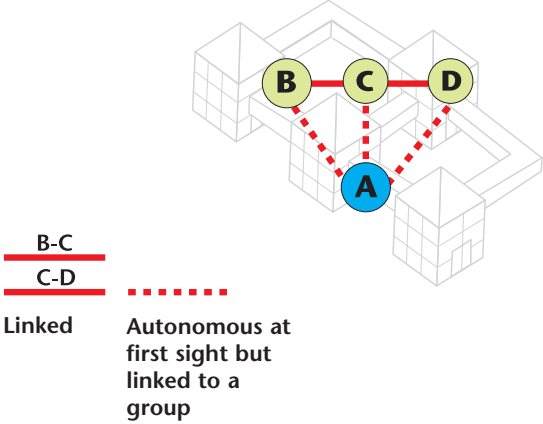 B C D
A
B-C
C-D
Linked
Autonomous at
first sight but
linked to a
group